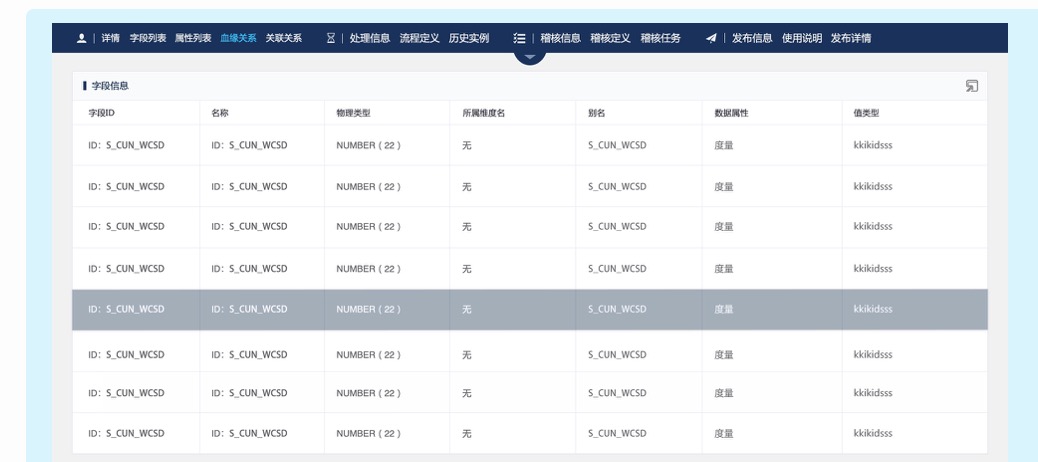 详情 字段列表 属性列表 血缘关系 关联关系 处理信息 流程定义 历史实例 稽核信息 稽核定义 稽核任务 发布信息 使用说明 发布详情
字段信息
字段ID 名称 物理类型 所属维度名 别名 数据属性 值类型
ID: S_CUN_WCSD ID: S_CUN_WCSD NUMBER ( 22 ) 无 S_CUN_WCSD 度量 kkikidsss
ID: S_CUN_WCSD ID: S_CUN_WCSD NUMBER ( 22 ) 无 S_CUN_WCSD 度量 kkikidsss
ID: S_CUN_WCSD ID: S_CUN_WCSD NUMBER ( 22 ) 无 S_CUN_WCSD 度量 kkikidsss
ID: S_CUN_WCSD ID: S_CUN_WCSD NUMBER ( 22 ) 无 S_CUN_WCSD 度量 kkikidsss
ID: S_CUN_WCSD ID: S_CUN_WCSD NUMBER ( 22 ) 无 S_CUN_WCSD 度量 kkikidsss
ID: S_CUN_WCSD ID: S_CUN_WCSD NUMBER ( 22 ) 无 S_CUN_WCSD 度量 kkikidsss
ID: S_CUN_WCSD ID: S_CUN_WCSD NUMBER ( 22 ) 无 S_CUN_WCSD 度量 kkikidsss
ID: S_CUN_WCSD ID: S_CUN_WCSD NUMBER ( 22 ) 无 S_CUN_WCSD 度量 kkikidsss